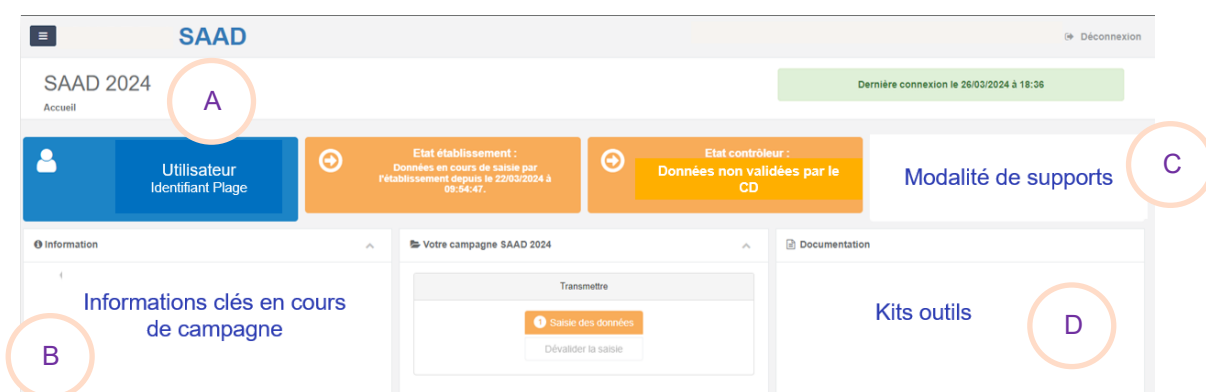 SAAD
Déconnexion
SAAD 2024
Accueil
A
Dernière connexion le 26/03/2024 à 18:36
Utilisateur
Identifiant Plage
Etat établissement :
Données en cours de saisie par
l'établissement depuis le 22/03/2024 à
09:54:47.
Etat contrôleur :
Données non validées par le
CD
Modalité de supports
C
Information
Votre campagne SAAD 2024
Documentation
Informations clés en cours
de campagne
B
Transmettre
1 Saisie des données
Dévalider la saisie
Kits outils
D